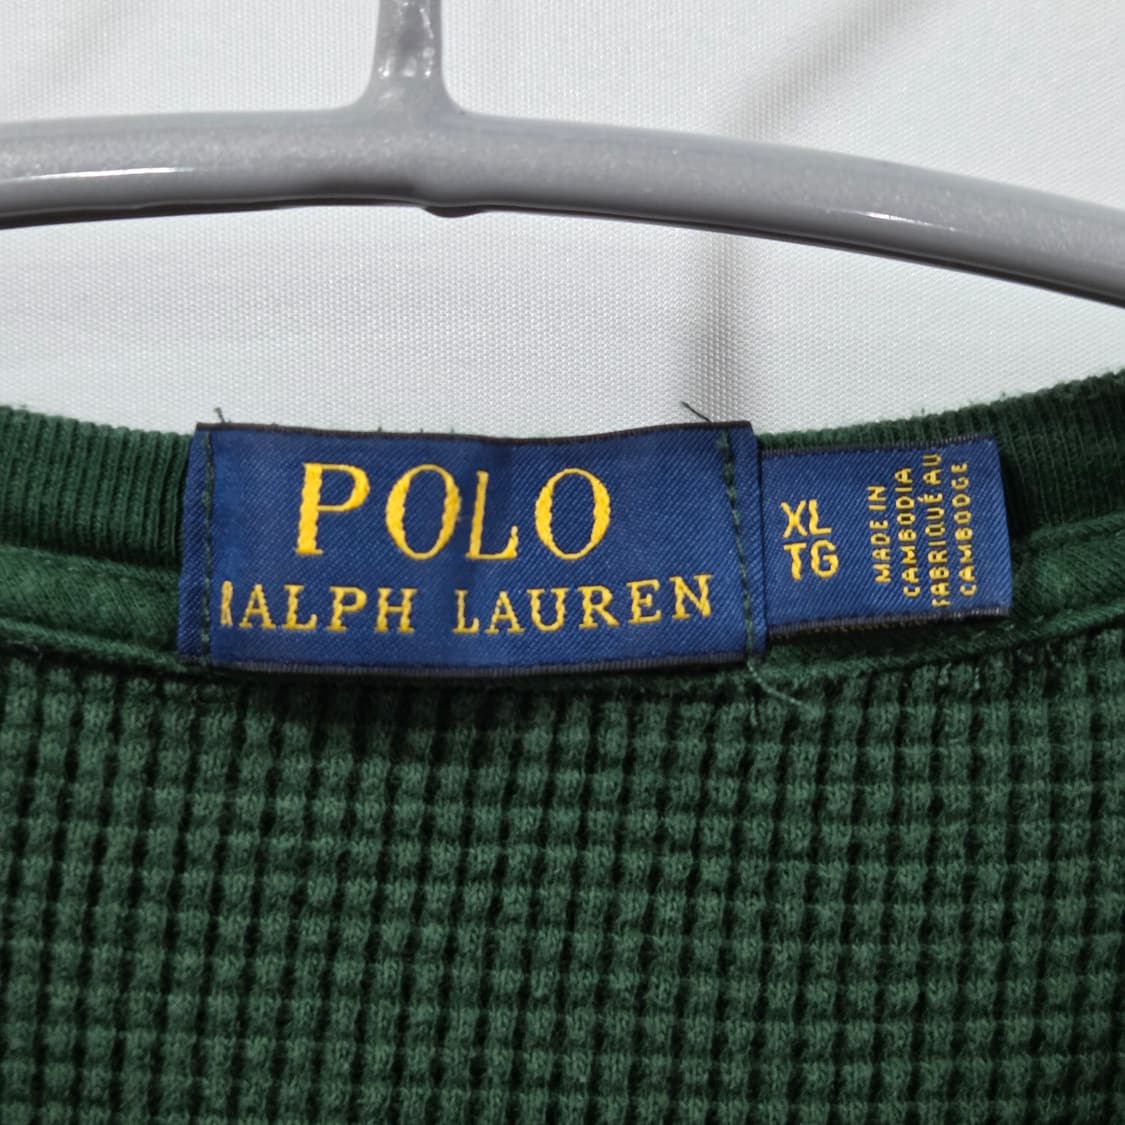 POLO
RALPH LAUREN
XL
TG
MADE IN
CAMBODIA
FABRIQUÉ AU
CAMBODGE